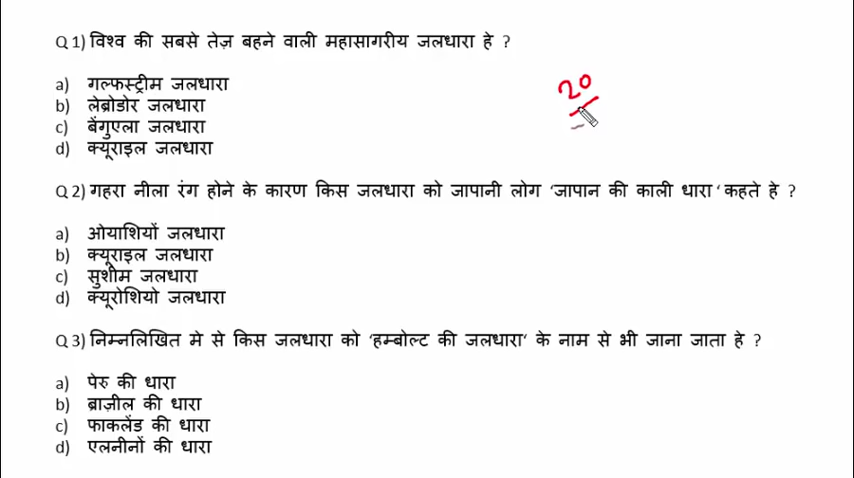 Q 1) विश्व की सबसे तेज़ बहने वाली महासागरीय जलधारा हे ?
20
a) गल्फस्ट्रीम जलधारा
b) लेब्रोडोर जलधारा
c) बेंगुएला जलधारा
d) क्यूराइल जलधारा
Q 2) गहरा नीला रंग होने के कारण किस जलधारा को जापानी लोग 'जापान की काली धारा ' कहते हे ?
a) ओयाशियों जलधारा
b) क्यूराइल जलधारा
c) सुशीम जलधारा
d) क्यूरोशियो जलधारा
Q 3) निम्नलिखित मे से किस जलधारा को 'हम्बोल्ट की जलधारा' के नाम से भी जाना जाता हे ?
a) पेरु की धारा
b) ब्राज़ील की धारा
c) फाकलेंड की धारा
d) एलनीनों की धारा